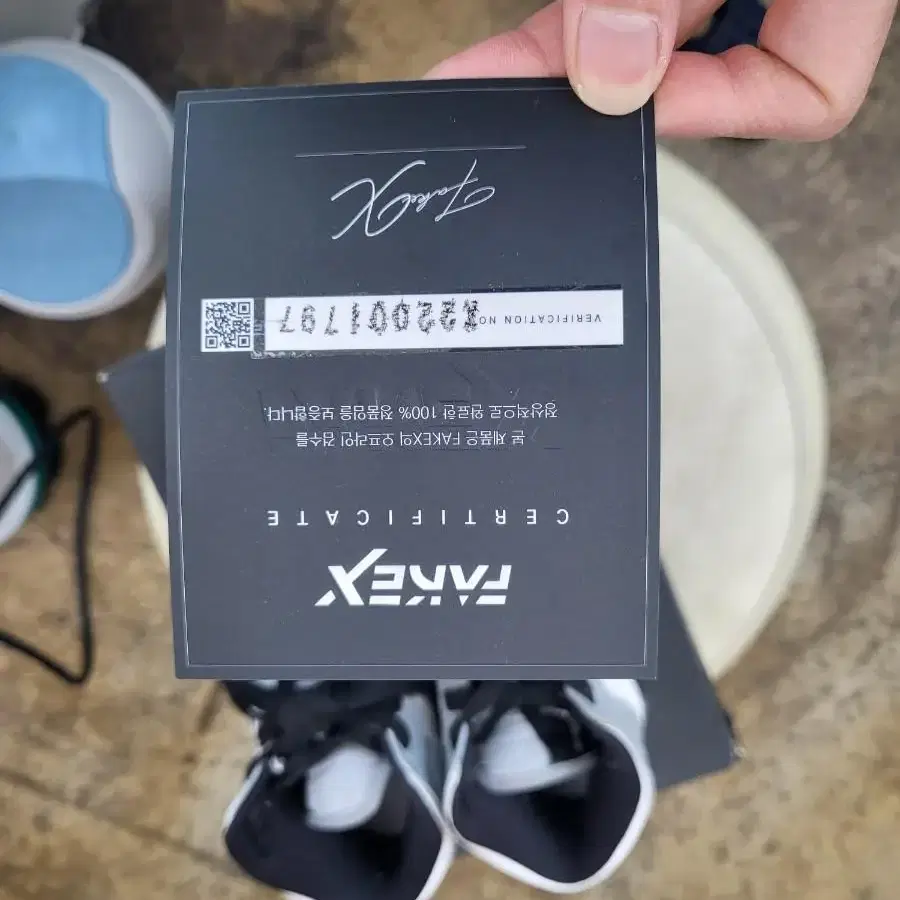 FAKEX
CERTIFICATE
본 제품은 FAKEX의 오프라인 검수를
정상적으로 완료한 100% 정품임을 보증합니다.
VERIFICATION NO.
FakeX